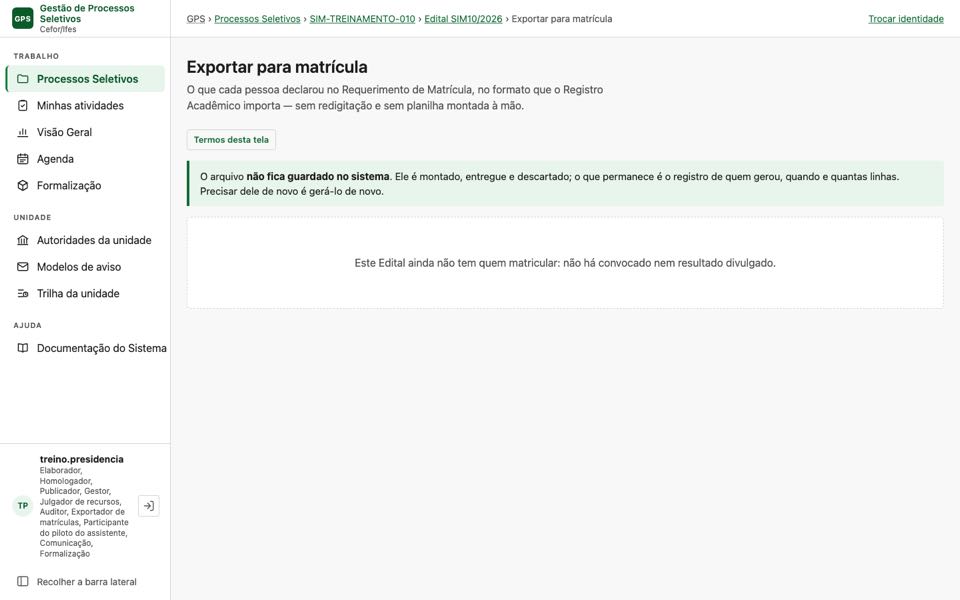 GPS
Gestão de Processos
Seletivos
Cefor/Ifes
GPS › Processos Seletivos › SIM-TREINAMENTO-010 › Edital SIM10/2026 › Exportar para matrícula
Trocar identidade
TRABALHO
Processos Seletivos
Minhas atividades
Visão Geral
Agenda
Formalização
UNIDADE
Autoridades da unidade
Modelos de aviso
Trilha da unidade
AJUDA
Documentação do Sistema
TP
treino.presidencia
Elaborador,
Homologador,
Publicador, Gestor,
Julgador de recursos,
Auditor, Exportador de
matrículas, Participante
do piloto do assistente,
Comunicação,
Formalização
Recolher a barra lateral
Exportar para matrícula
O que cada pessoa declarou no Requerimento de Matrícula, no formato que o Registro
Acadêmico importa — sem redigitação e sem planilha montada à mão.
Termos desta tela
O arquivo não fica guardado no sistema. Ele é montado, entregue e descartado; o que permanece é o registro de quem gerou, quando e quantas linhas.
Precisar dele de novo é gerá-lo de novo.
Este Edital ainda não tem quem matricular: não há convocado nem resultado divulgado.